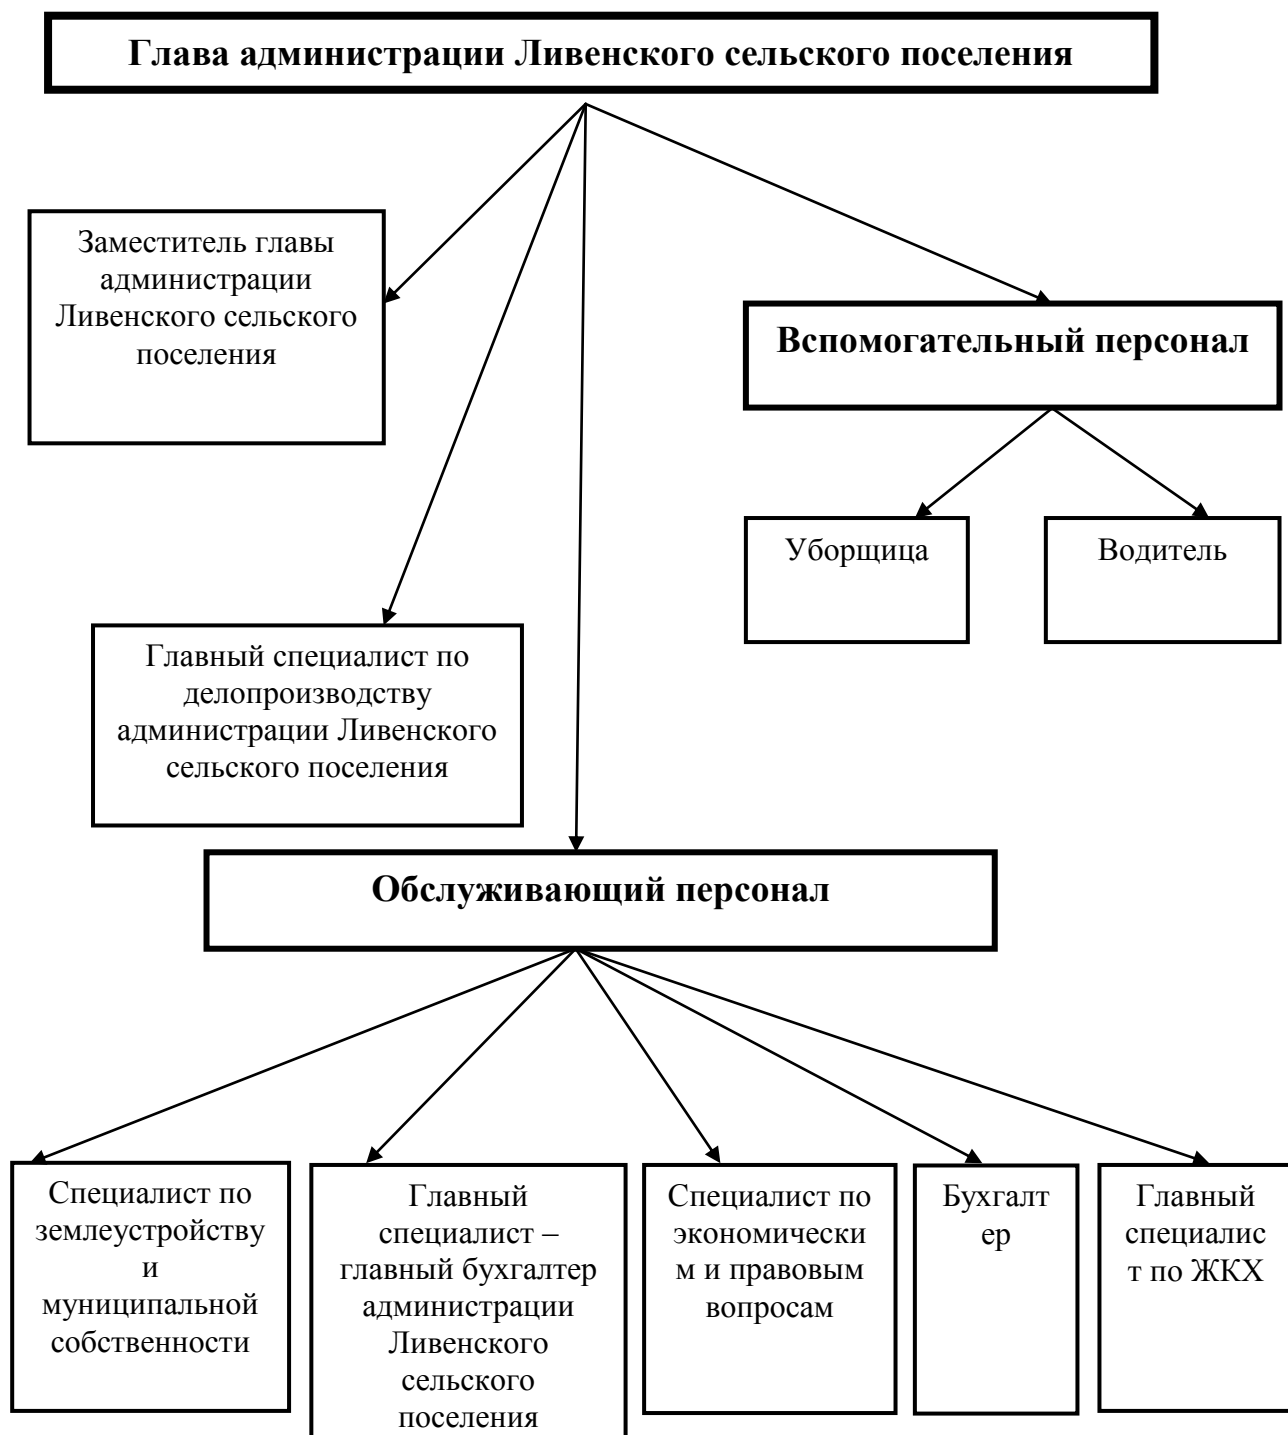 Глава администрации Ливенского сельского поселения
Заместитель главы
администрации
Ливенского сельского
поселения
Вспомогательный персонал
Уборщица
Водитель
Главный специалист по
делопроизводству
администрации Ливенского
сельского поселения
Обслуживающий персонал
Специалист по
землеустройству
и
муниципальной
собственности
Главный
специалист –
главный бухгалтер
администрации
Ливенского
сельского
поселения
Специалист по
экономически
м и правовым
вопросам
Бухгалт
ер
Главный
специалис
т по ЖКХ